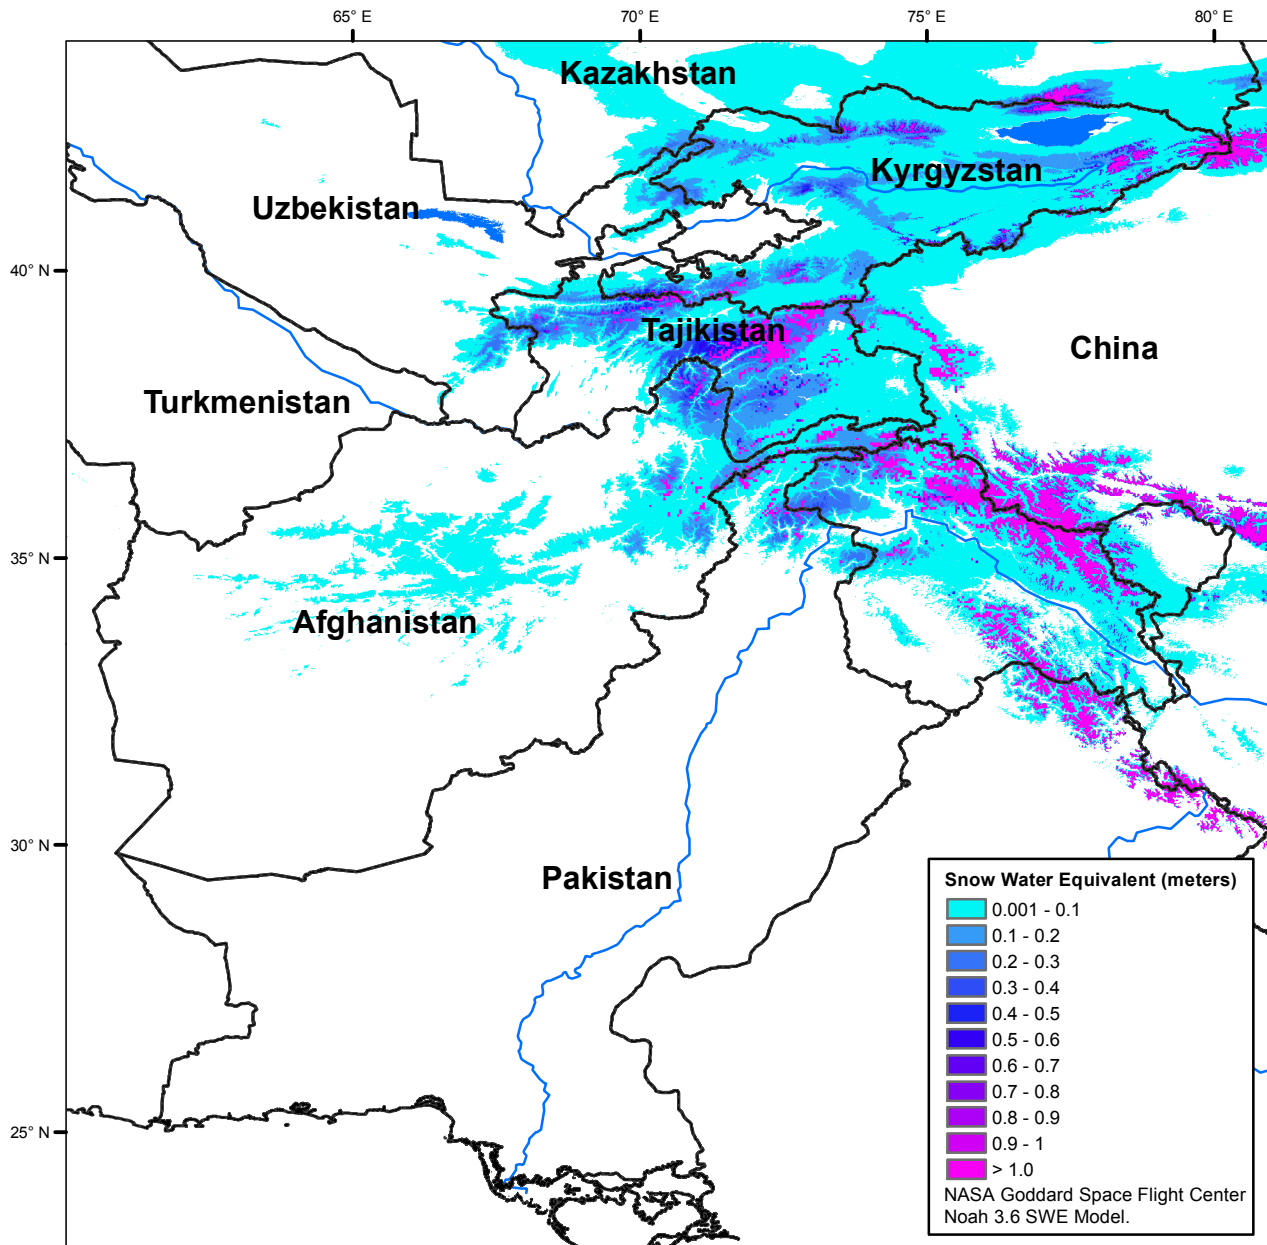 65° E
70° E
75° E
80° E
Kazakhstan
Kyrgyzstan
Uzbekistan
40° N
Tajikistan
China
Turkmenistan
35° N
Afghanistan
30° N
Pakistan
25° N
Snow Water Equivalent (meters)
0.001 - 0.1
0.1 - 0.2
0.2 - 0.3
0.3 - 0.4
0.4 - 0.5
0.5 - 0.6
0.6 - 0.7
0.7 - 0.8
0.8 - 0.9
0.9 - 1
> 1.0
NASA Goddard Space Flight Center
Noah 3.6 SWE Model.